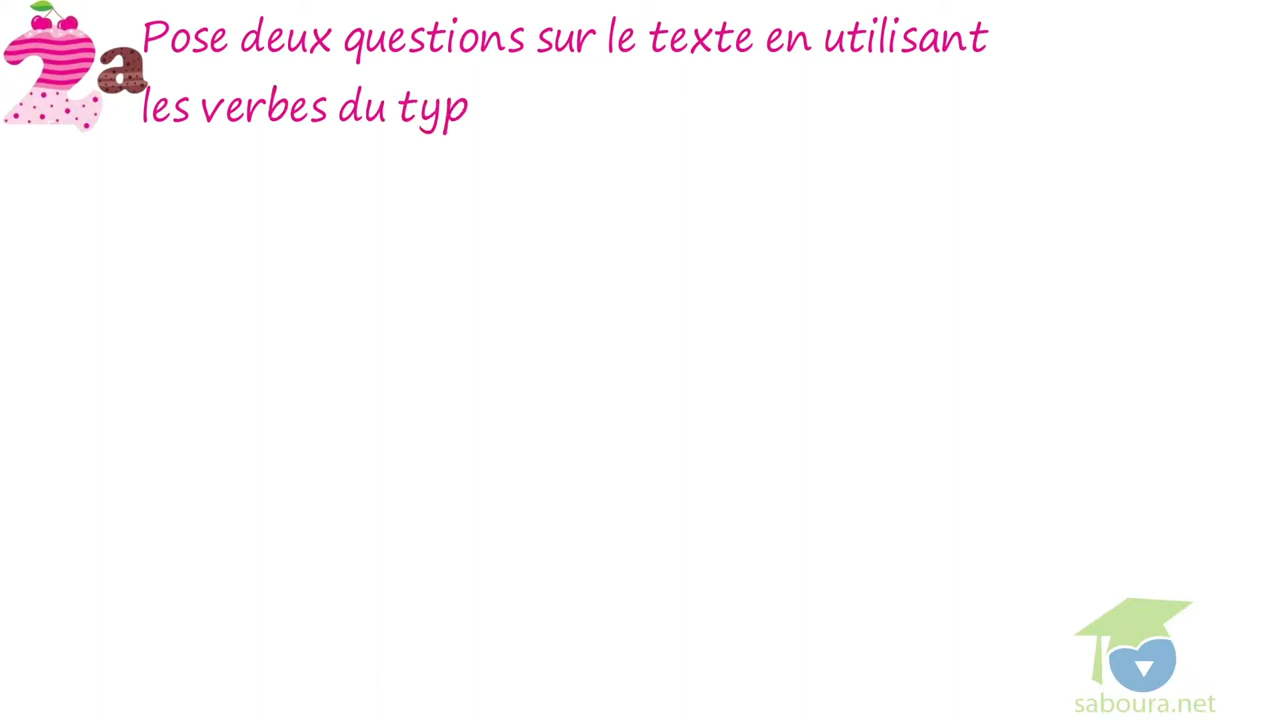 2a
Pose deux questions sur le texte en utilisant
les verbes du typ
saboura.net